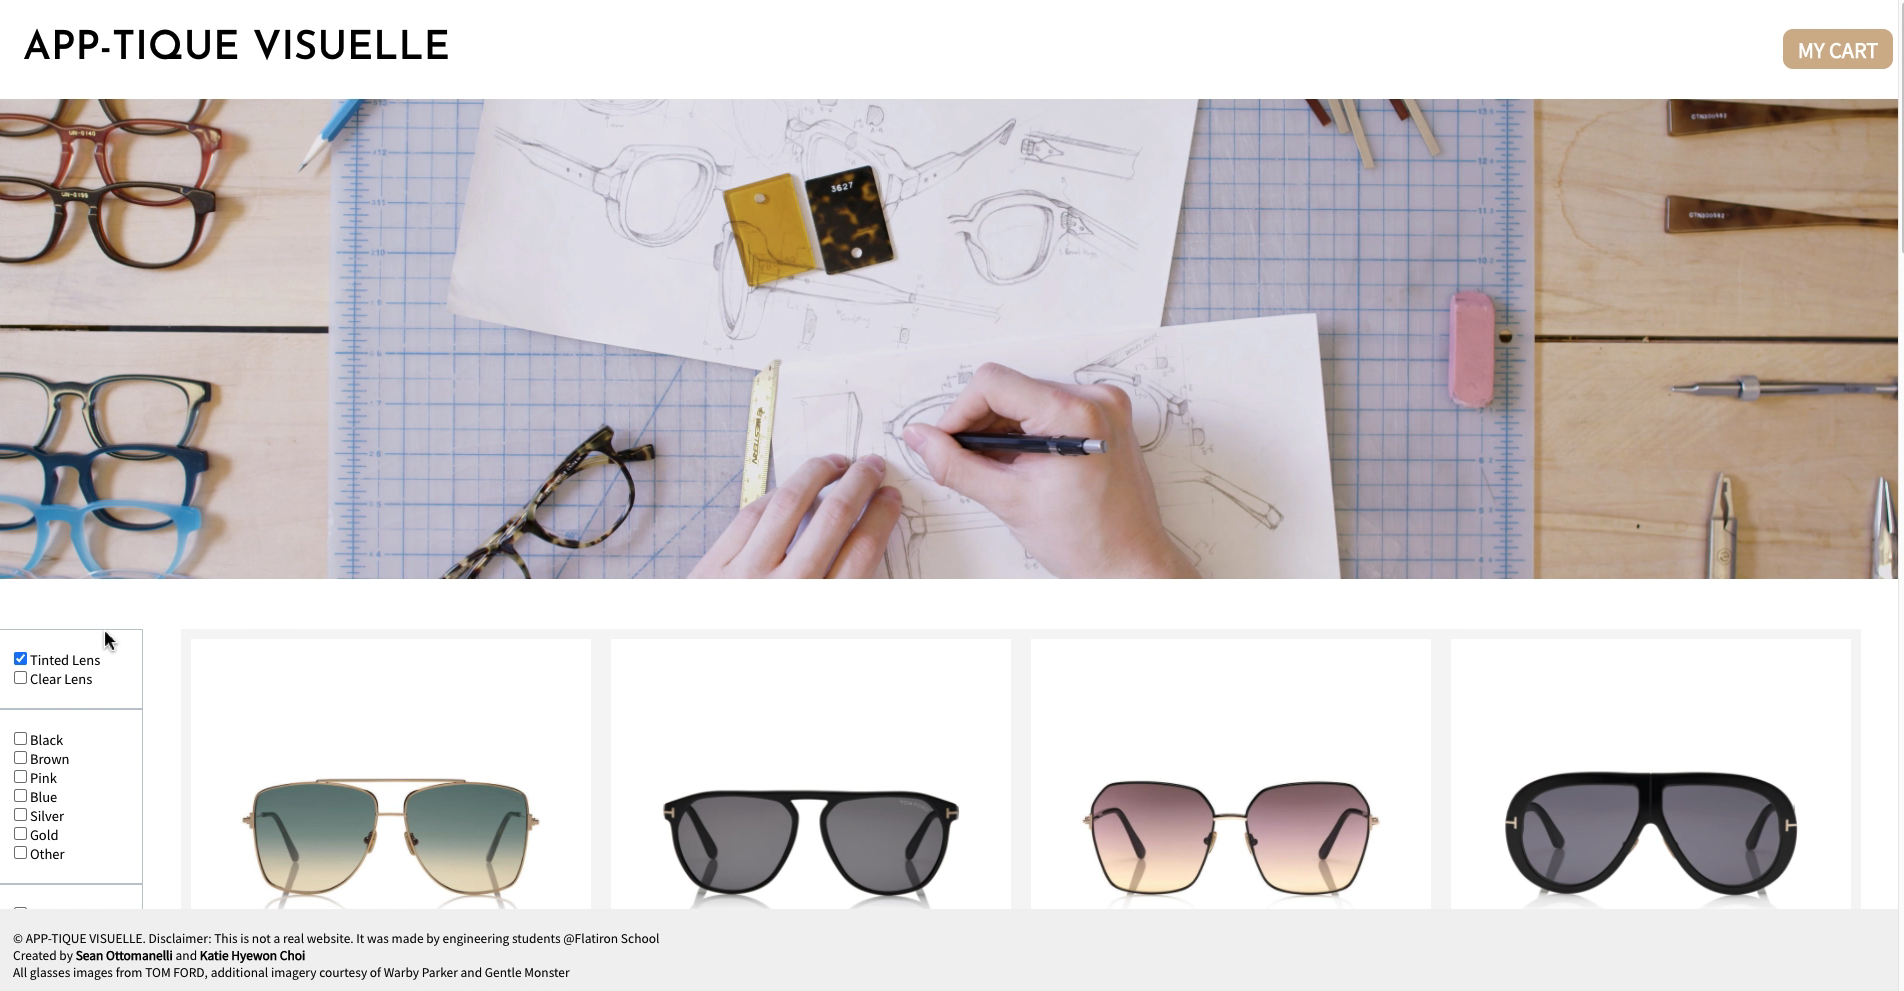 APP-TIQUE VISUELLE
MY CART
3627
WESTERN
Tinted Lens
Clear Lens
Black
Brown
Pink
Blue
Silver
Gold
Other
TOM FORD
© APP-TIQUE VISUELLE. Disclaimer: This is not a real website. It was made by engineering students @Flatiron School
Created by Sean Ottomanelli and Katie Hyewon Choi
All glasses images from TOM FORD, additional imagery courtesy of Warby Parker and Gentle Monster